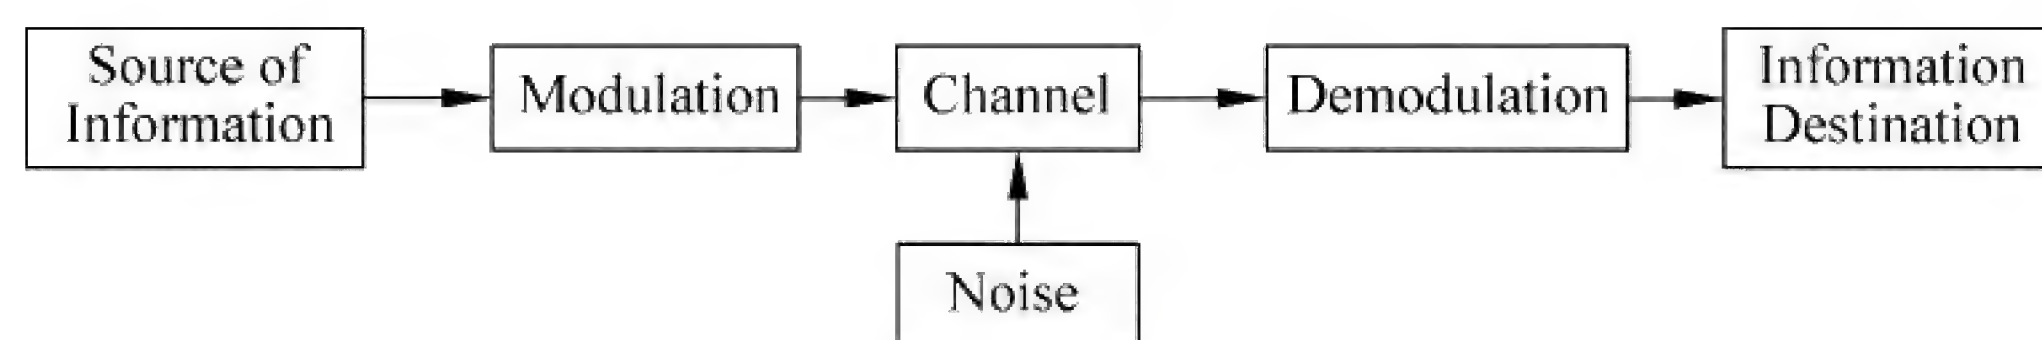 Source of
Information
Modulation
Channel
Demodulation
Information
Destination
Noise